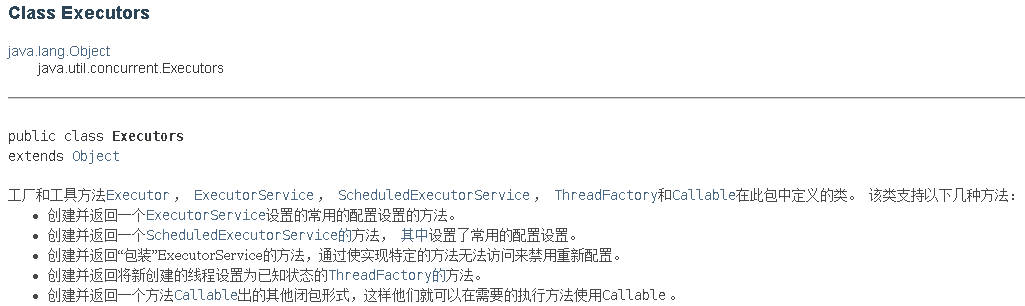 Class Executors
java.lang.Object
java.util.concurrent.Executors
public class Executors
extends Object
工厂和工具方法Executor ， ExecutorService ， ScheduledExecutorService ， ThreadFactory和Callable在此包中定义的类。 该类支持以下几种方法：
• 创建并返回一个ExecutorService设置的常用的配置设置的方法。
• 创建并返回一个ScheduledExecutorService的方法， 其中设置了常用的配置设置。
• 创建并返回“包装”ExecutorService的方法，通过使实现特定的方法无法访问来禁用重新配置。
• 创建并返回将新创建的线程设置为已知状态的ThreadFactory的方法。
• 创建并返回一个方法Callable出的其他闭包形式，这样他们就可以在需要的执行方法使用Callable 。